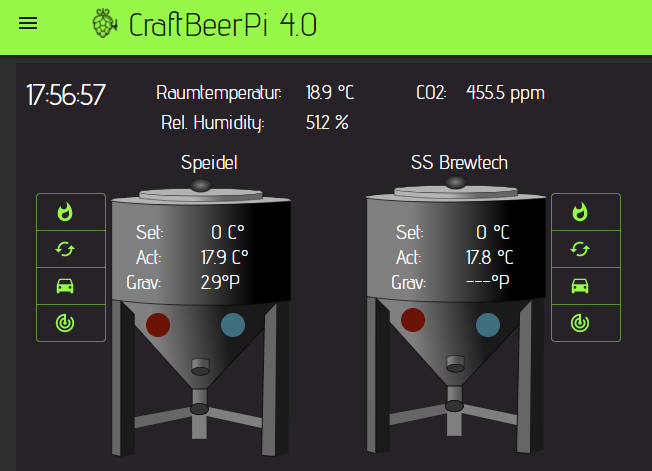 CraftBeerPi 4.0
17:56:57 Raumtemperatur: 18.9 °C CO2: 455.5 ppm
Rel. Humidity: 51.2 %
Speidel
Set: 0 C°
Act: 17.9 C°
Grav: 2.9°P
SS Brewtech
Set: 0 °C
Act: 17.8 °C
Grav: ---°P